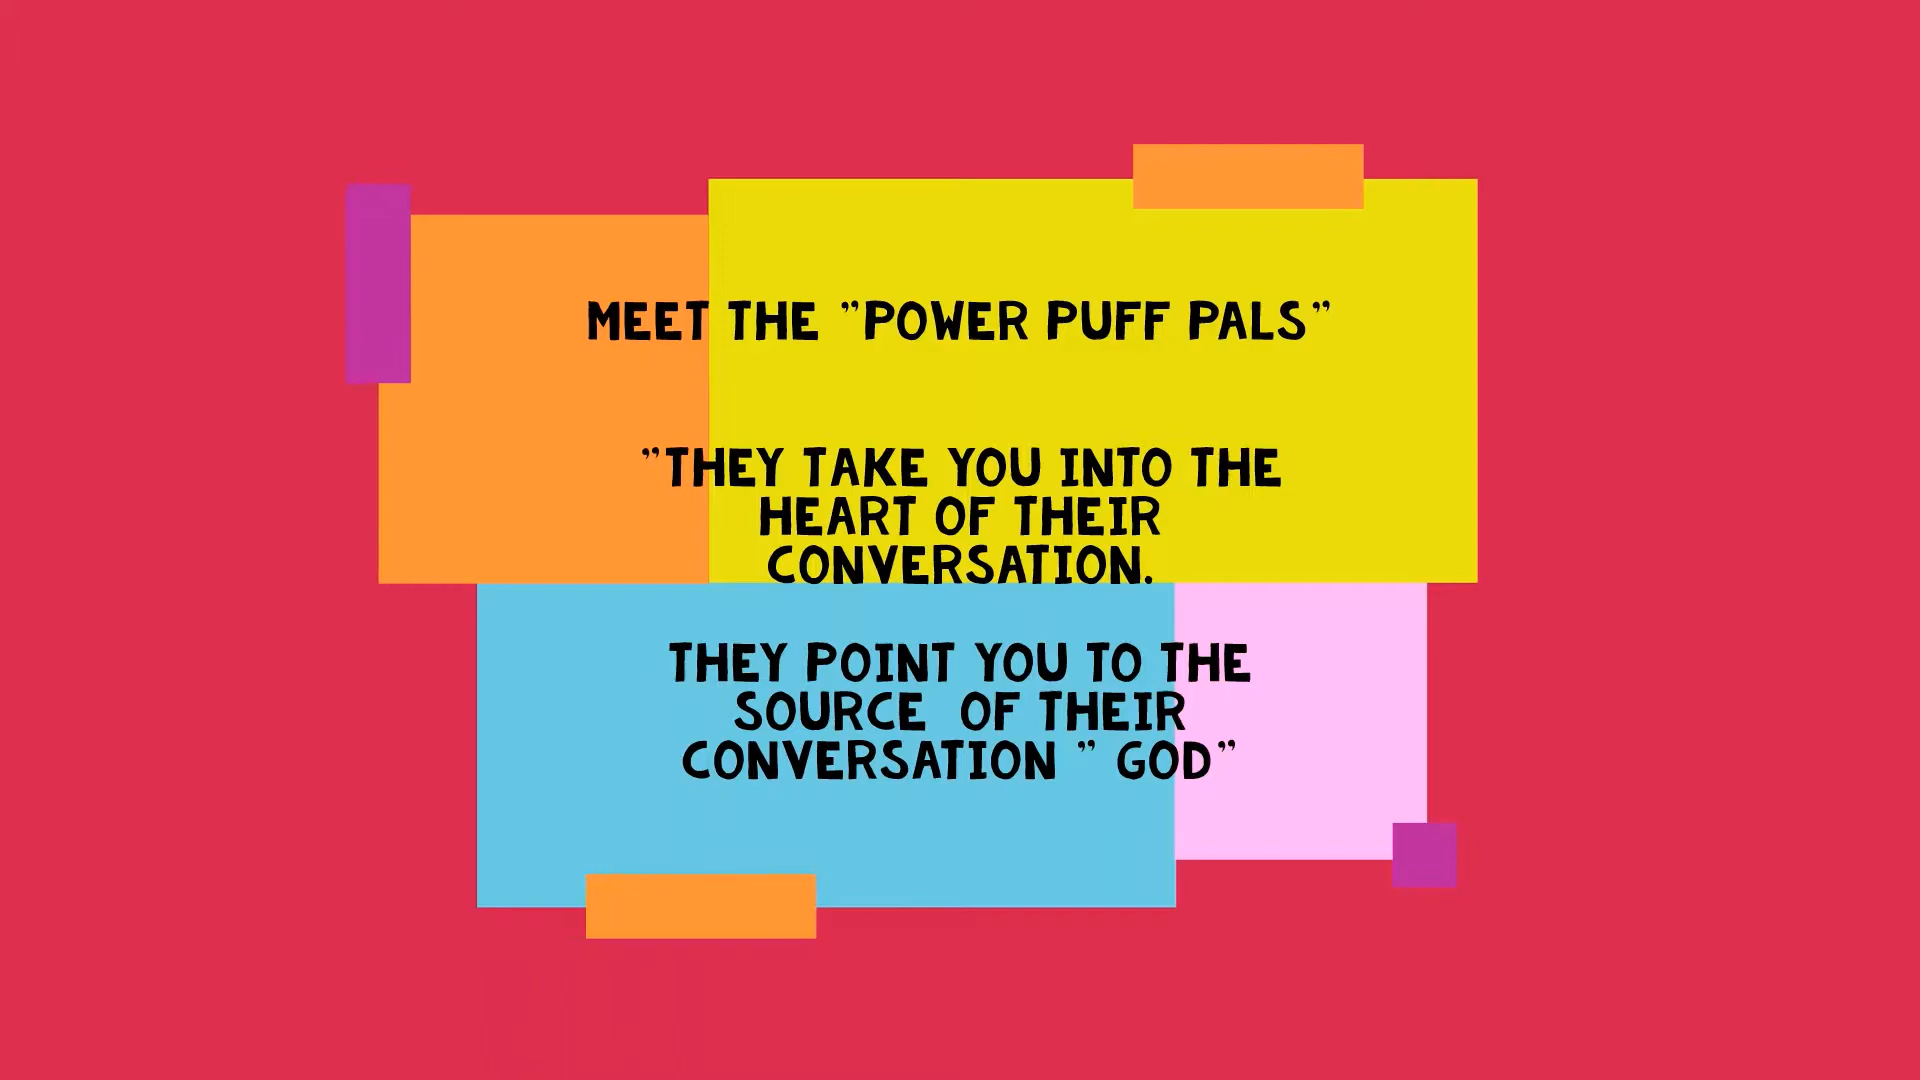 MEET THE ”POWER PUFF PALS”
”THEY TAKE YOU INTO THE
HEART OF THEIR
CONVERSATION.
THEY POINT YOU TO THE
SOURCE OF THEIR
CONVERSATION ” GOD”